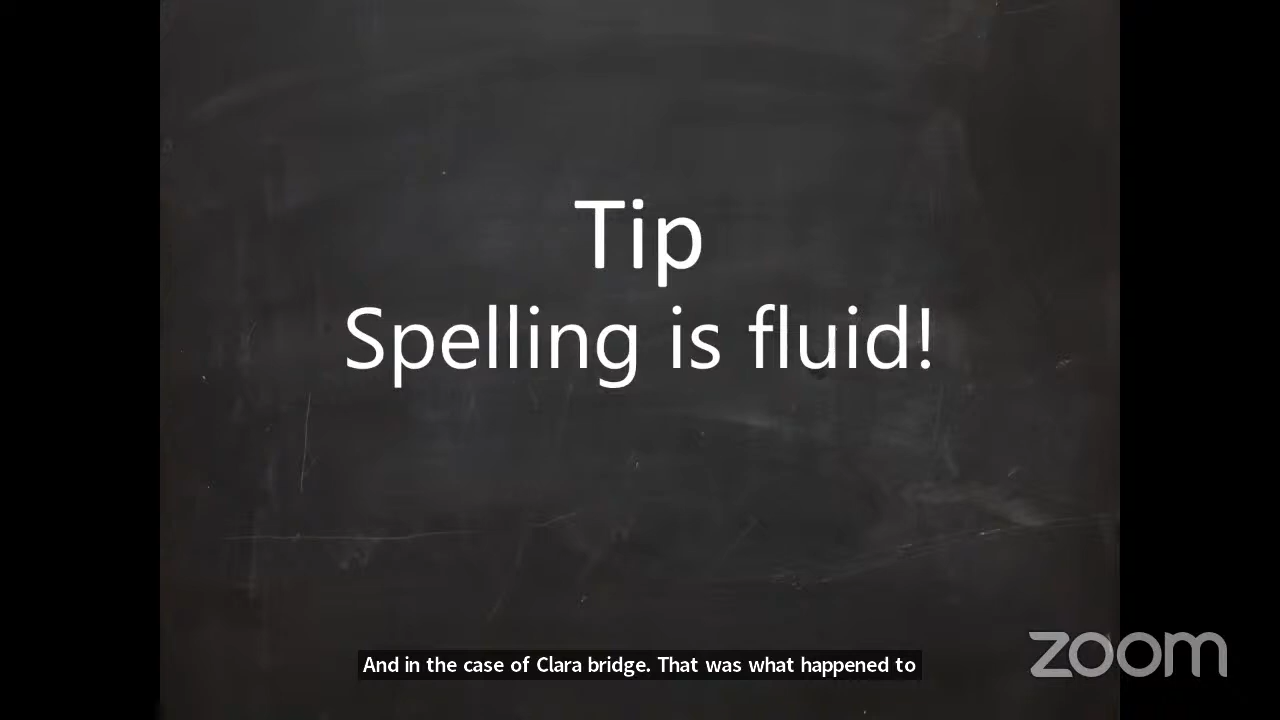 Tip
Spelling is fluid!
And in the case of Clara bridge. That was what happened to
zoom